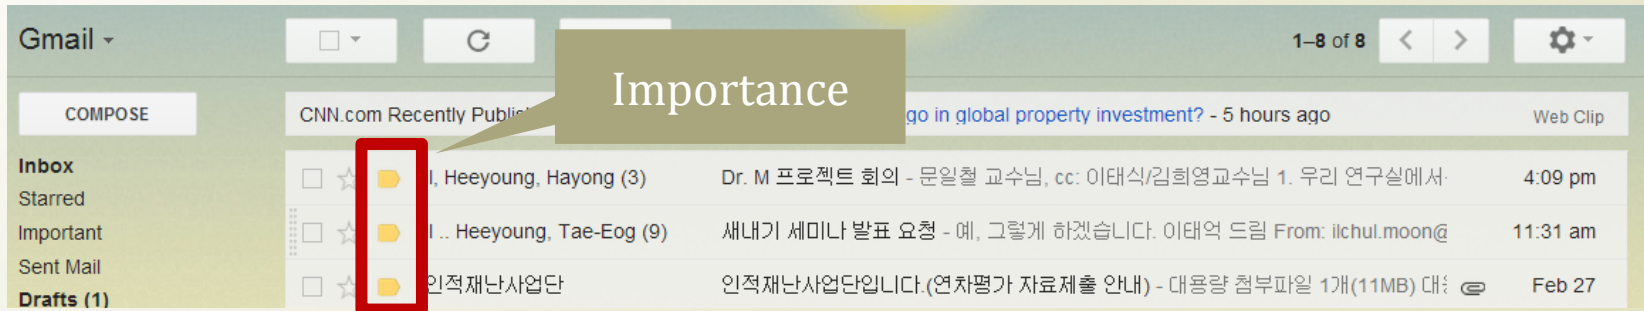 Gmail
1–8 of 8
Importance
COMPOSE
CNN.com Recently go in global property investment? - 5 hours ago
Web Clip
Inbox
Heeyoung, Hayong (3) Dr. M 프로젝트 회의 - 문일철 교수님, cc: 이태식/김희영교수님 1. 우리 연구실에서 4:09 pm
Starred
Important
.. Heeyoung, Tae-Eog (9) 새내기 세미나 발표 요청 - 예, 그렇게 하겠습니다. 이태억 드림 From: ilchul.moon@ 11:31 am
Sent Mail
인적재난사업단 인적재난사업단입니다.(연차평가 자료제출 안내) - 대용량 첨부파일 1개(11MB) Feb 27
Drafts (1)